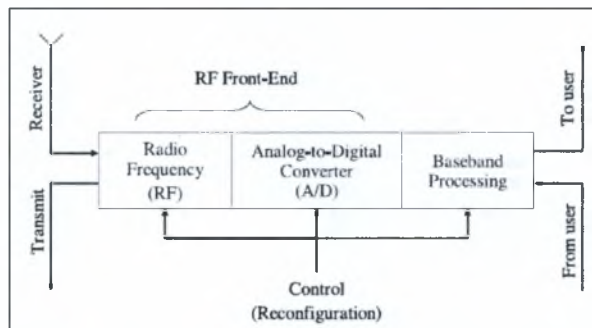 RF Front-End
Receiver
To user
Radio
Frequency
(RF)
Analog-to-Digital
Converter
(A/D)
Baseband
Processing
Transmit
From user
Control
(Reconfiguration)